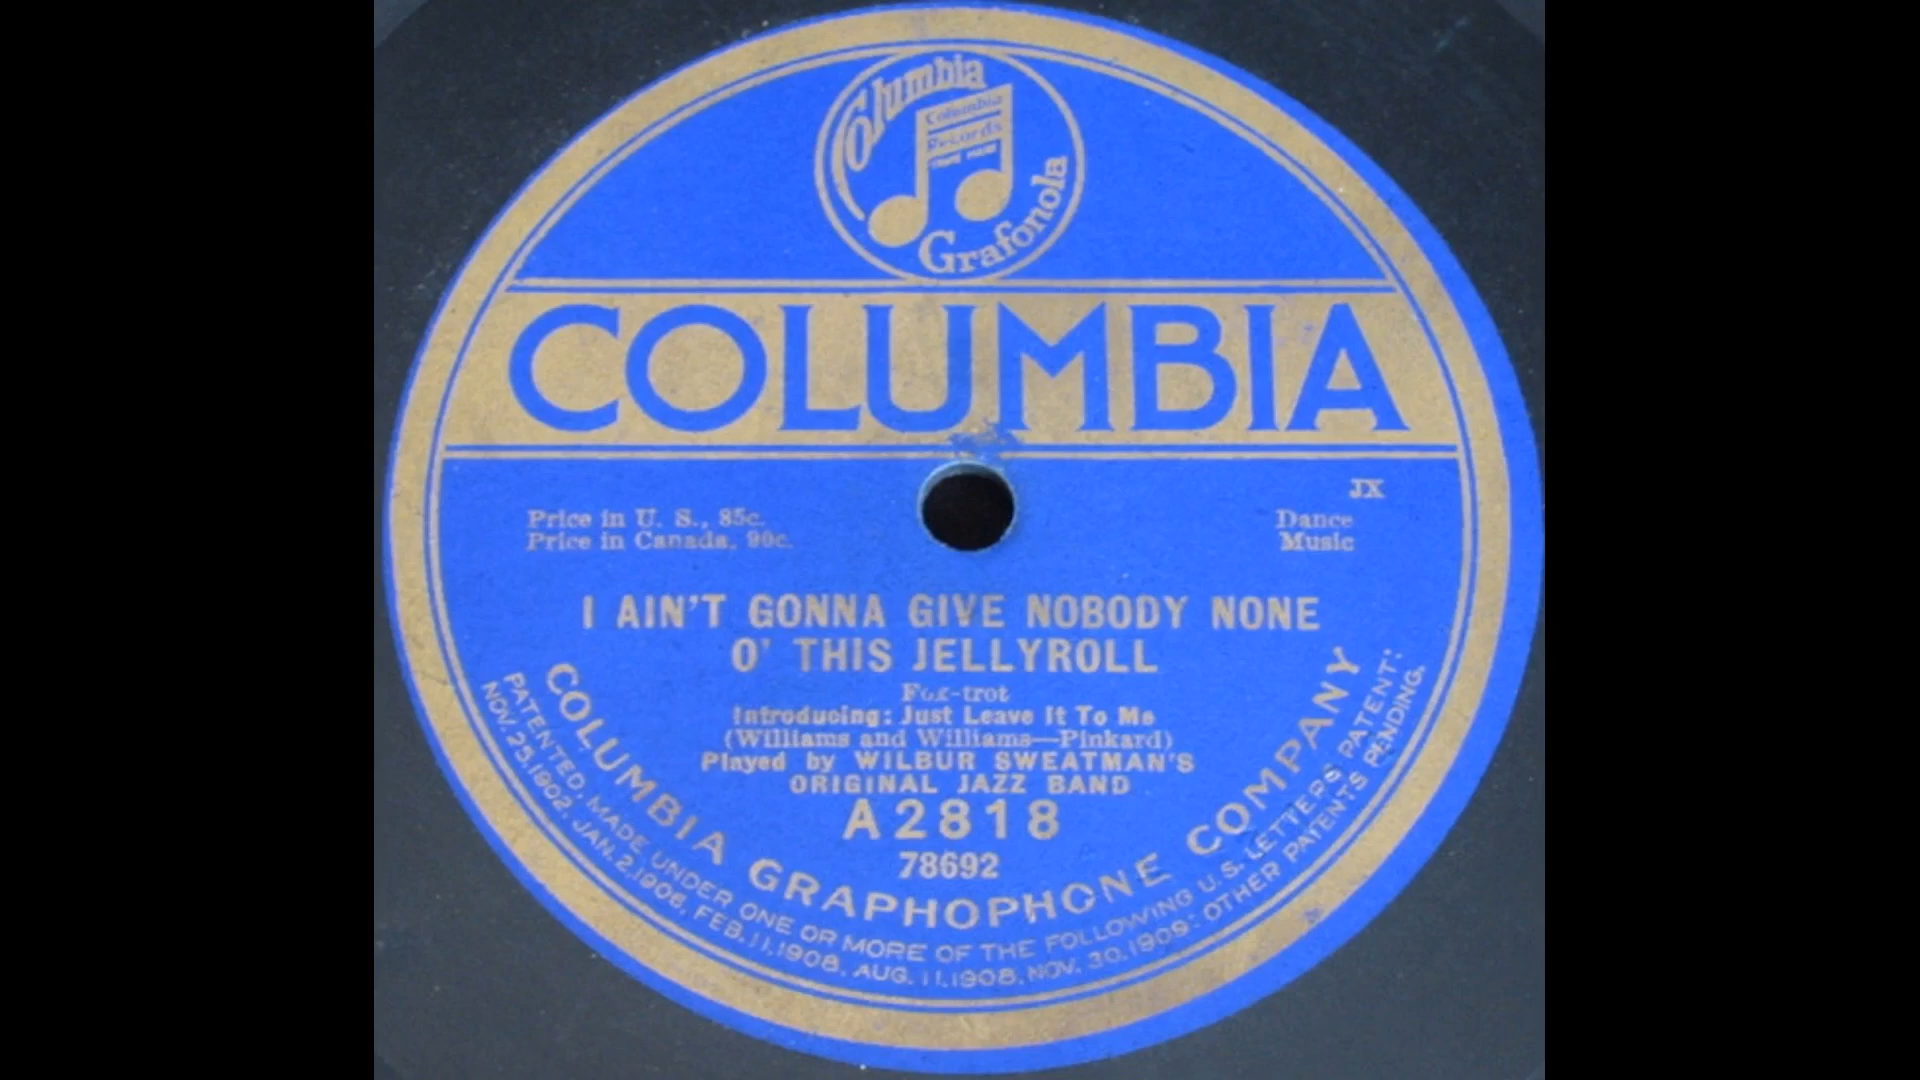 Columbia
Columbia
Records
TRADE MARK
Grafonola
COLUMBIA
JX
Price in U. S., 85c.
Price in Canada, 90c.
Dance
Music
I AIN'T GONNA GIVE NOBODY NONE
O' THIS JELLYROLL
Fox-trot
Introducing: Just Leave It To Me
(Williams and Williams—Pinkard)
Played by WILBUR SWEATMAN'S
ORIGINAL JAZZ BAND
A2818
78692
COLUMBIA GRAPHOPHONE COMPANY
PATENTED, MADE UNDER ONE OR MORE OF THE FOLLOWING U.S. LETTERS PATENT:
NOV. 25, 1902, JAN. 2, 1906, FEB. 11, 1908, AUG. 11, 1908, NOV. 30, 1909: OTHER PATENTS PENDING.